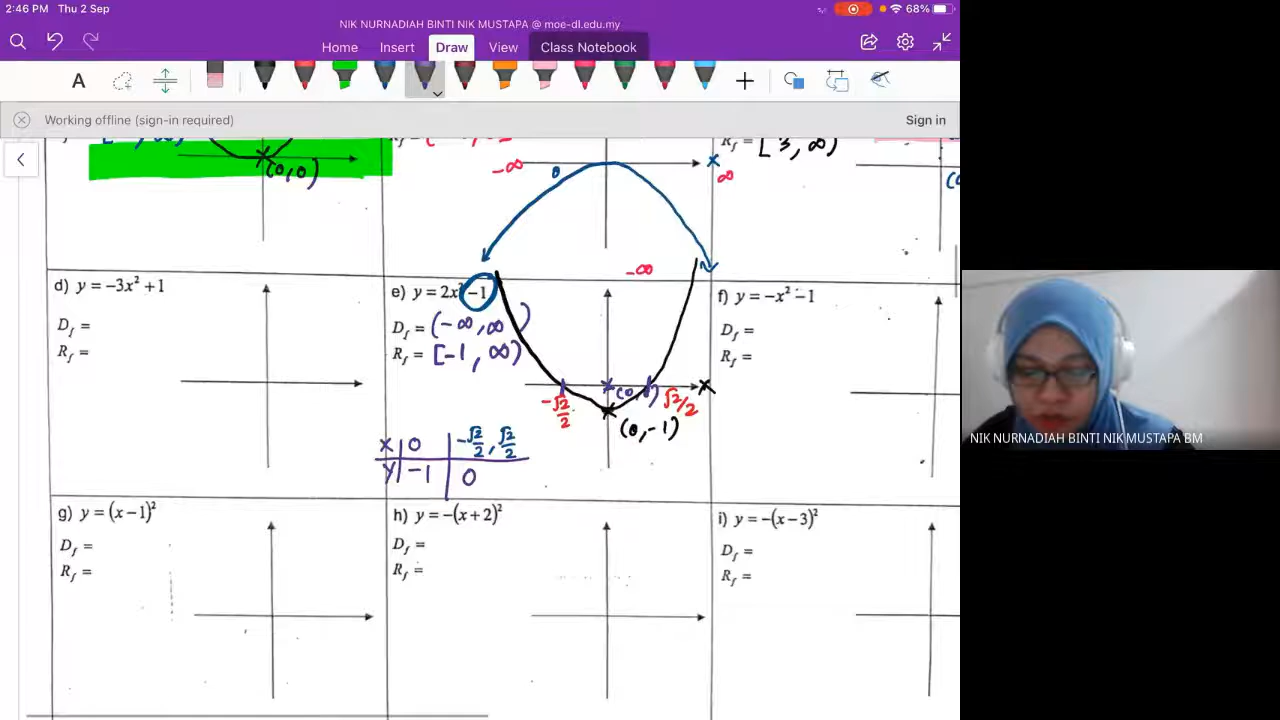 2:46 PM Thu 2 Sep
68%
NIK NURNADIAH BINTI NIK MUSTAPA @ moe-dl.edu.my
Home Insert Draw View Class Notebook
A
Working offline (sign-in required)
Sign in
(0,0)
-∞
0
∞
= [3, ∞)
-∞
d) y = −3x² + 1
D_f =
R_f =
e) y = 2x² −1
D_f = (-∞, ∞)
R_f = [-1, ∞)
-√2/2
√2/2
(0, -1)
x | 0 | -√2/2, √2/2
y | -1 | 0
f) y = −x² − 1
D_f =
R_f =
g) y = (x − 1)²
D_f =
R_f =
h) y = −(x + 2)²
D_f =
R_f =
i) y = −(x − 3)²
D_f =
R_f =
NIK NURNADIAH BINTI NIK MUSTAPA BM